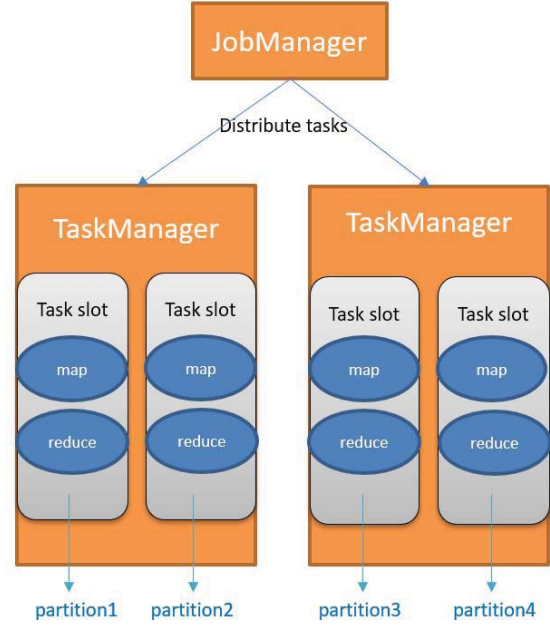 JobManager
Distribute tasks
TaskManager
Task slot
map
reduce
Task slot
map
reduce
partition1
partition2
TaskManager
Task slot
map
reduce
Task slot
map
reduce
partition3
partition4